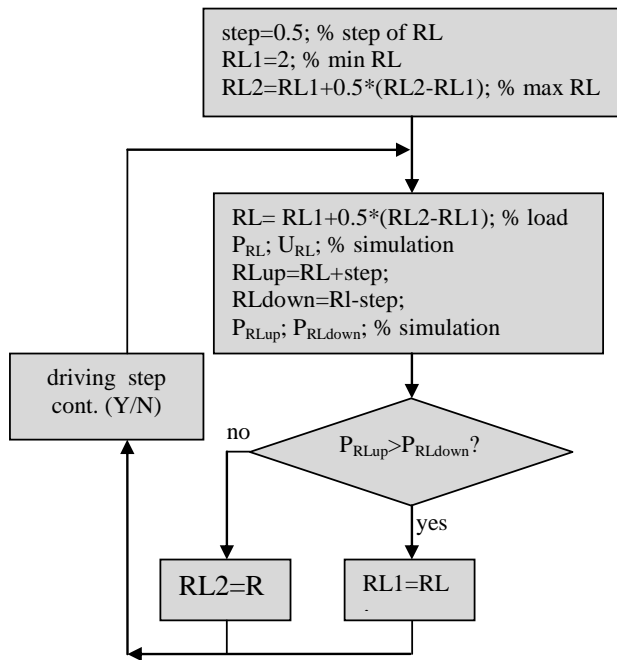 step=0.5; % step of RL
RL1=2; % min RL
RL2=RL1+0.5*(RL2-RL1); % max RL
RL= RL1+0.5*(RL2-RL1); % load
PRL; URL; % simulation
RLup=RL+step;
RLdown=Rl-step;
PRLup; PRLdown; % simulation
driving step
cont. (Y/N)
no
PRLup>PRLdown?
yes
RL2=R
RL1=RL